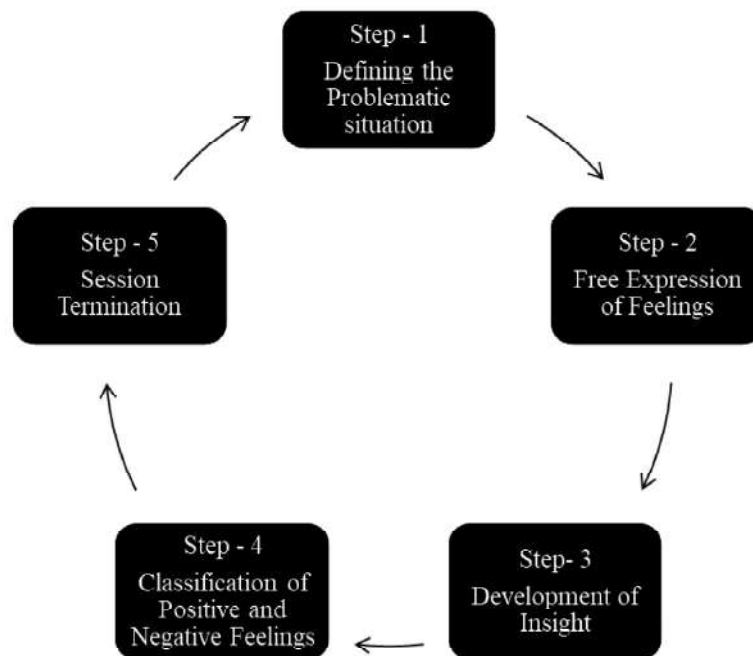 Step - 1
Defining the
Problematic
situation
Step - 2
Free Expression
of Feelings
Step- 3
Development of
Insight
Step - 4
Classification of
Positive and
Negative Feelings
Step - 5
Session
Termination